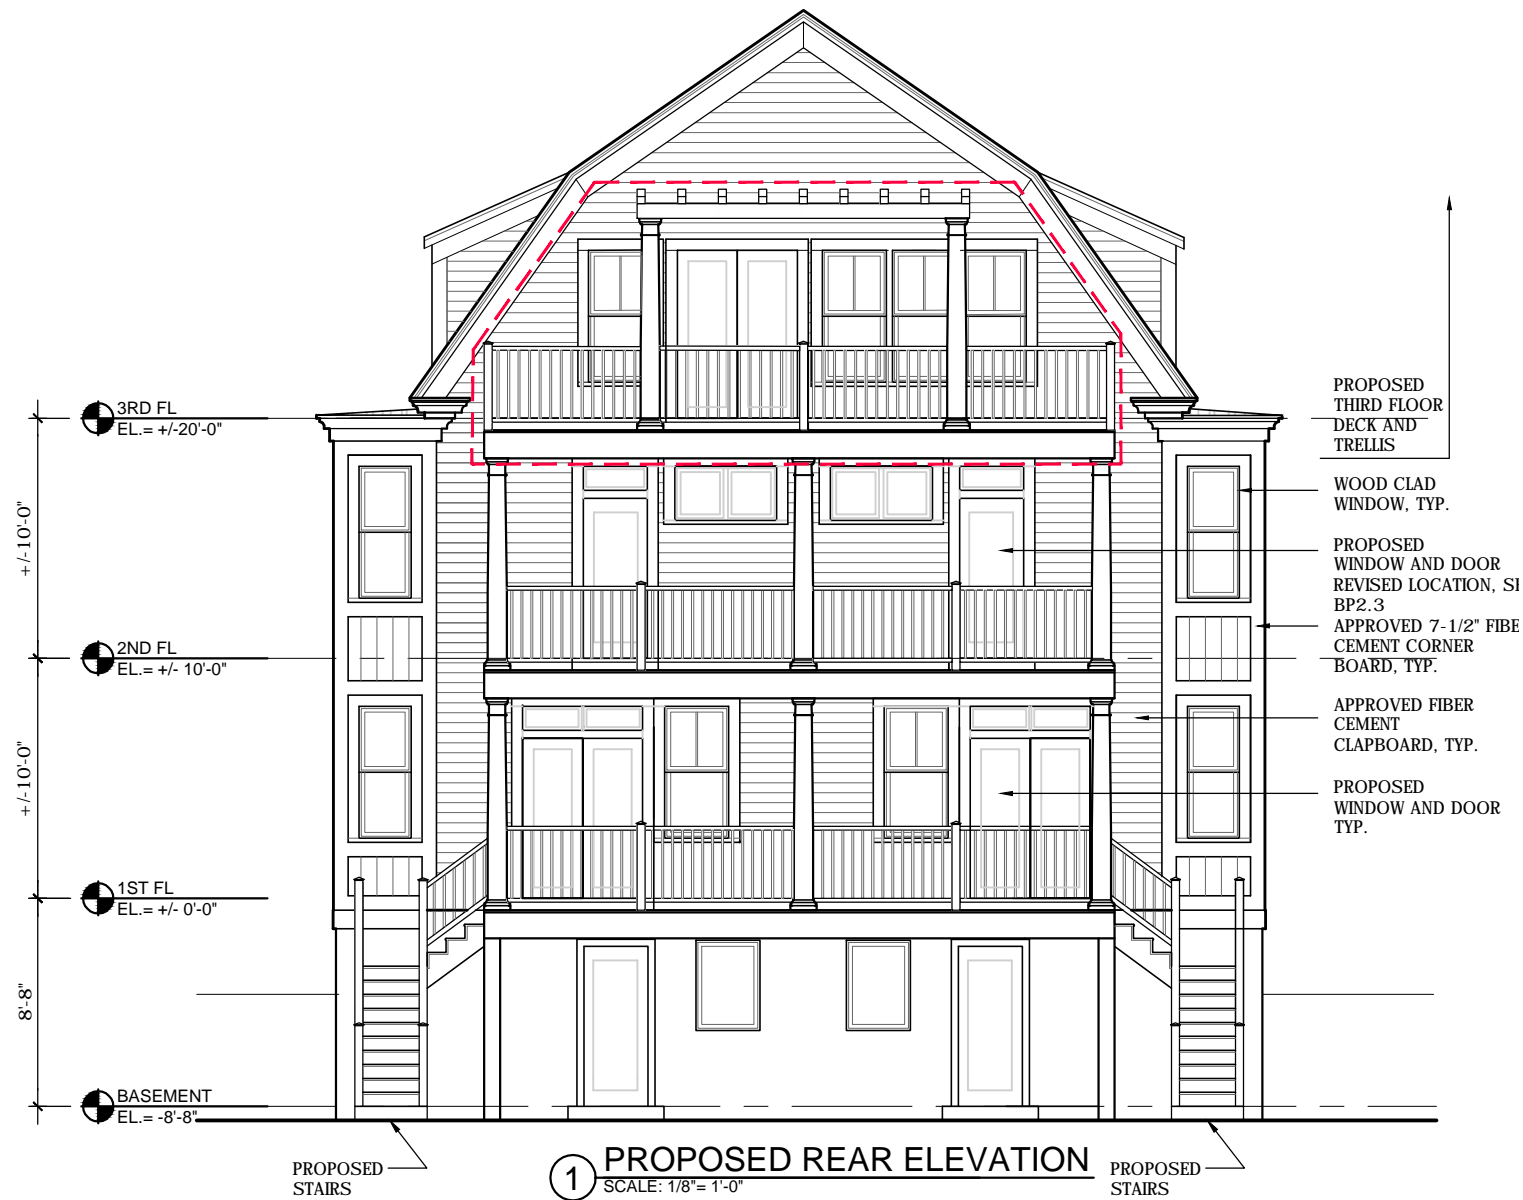 3RD FL
EL.= +/-20'-0"
+/-10'-0"
2ND FL
EL.= +/- 10'-0"
+/-10'-0"
1ST FL
EL.= +/- 0'-0"
8'-8"
BASEMENT
EL.= -8'-8"
PROPOSED
THIRD FLOOR
DECK AND
TRELLIS
WOOD CLAD
WINDOW, TYP.
PROPOSED
WINDOW AND DOOR
REVISED LOCATION,
BP2.3
APPROVED 7-1/2"
CEMENT CORNER
BOARD, TYP.
APPROVED FIBER
CEMENT
CLAPBOARD, TYP.
PROPOSED
WINDOW AND DOOR
TYP.
PROPOSED
STAIRS
1
PROPOSED REAR ELEVATION
SCALE: 1/8"= 1'-0"
PROPOSED
STAIRS